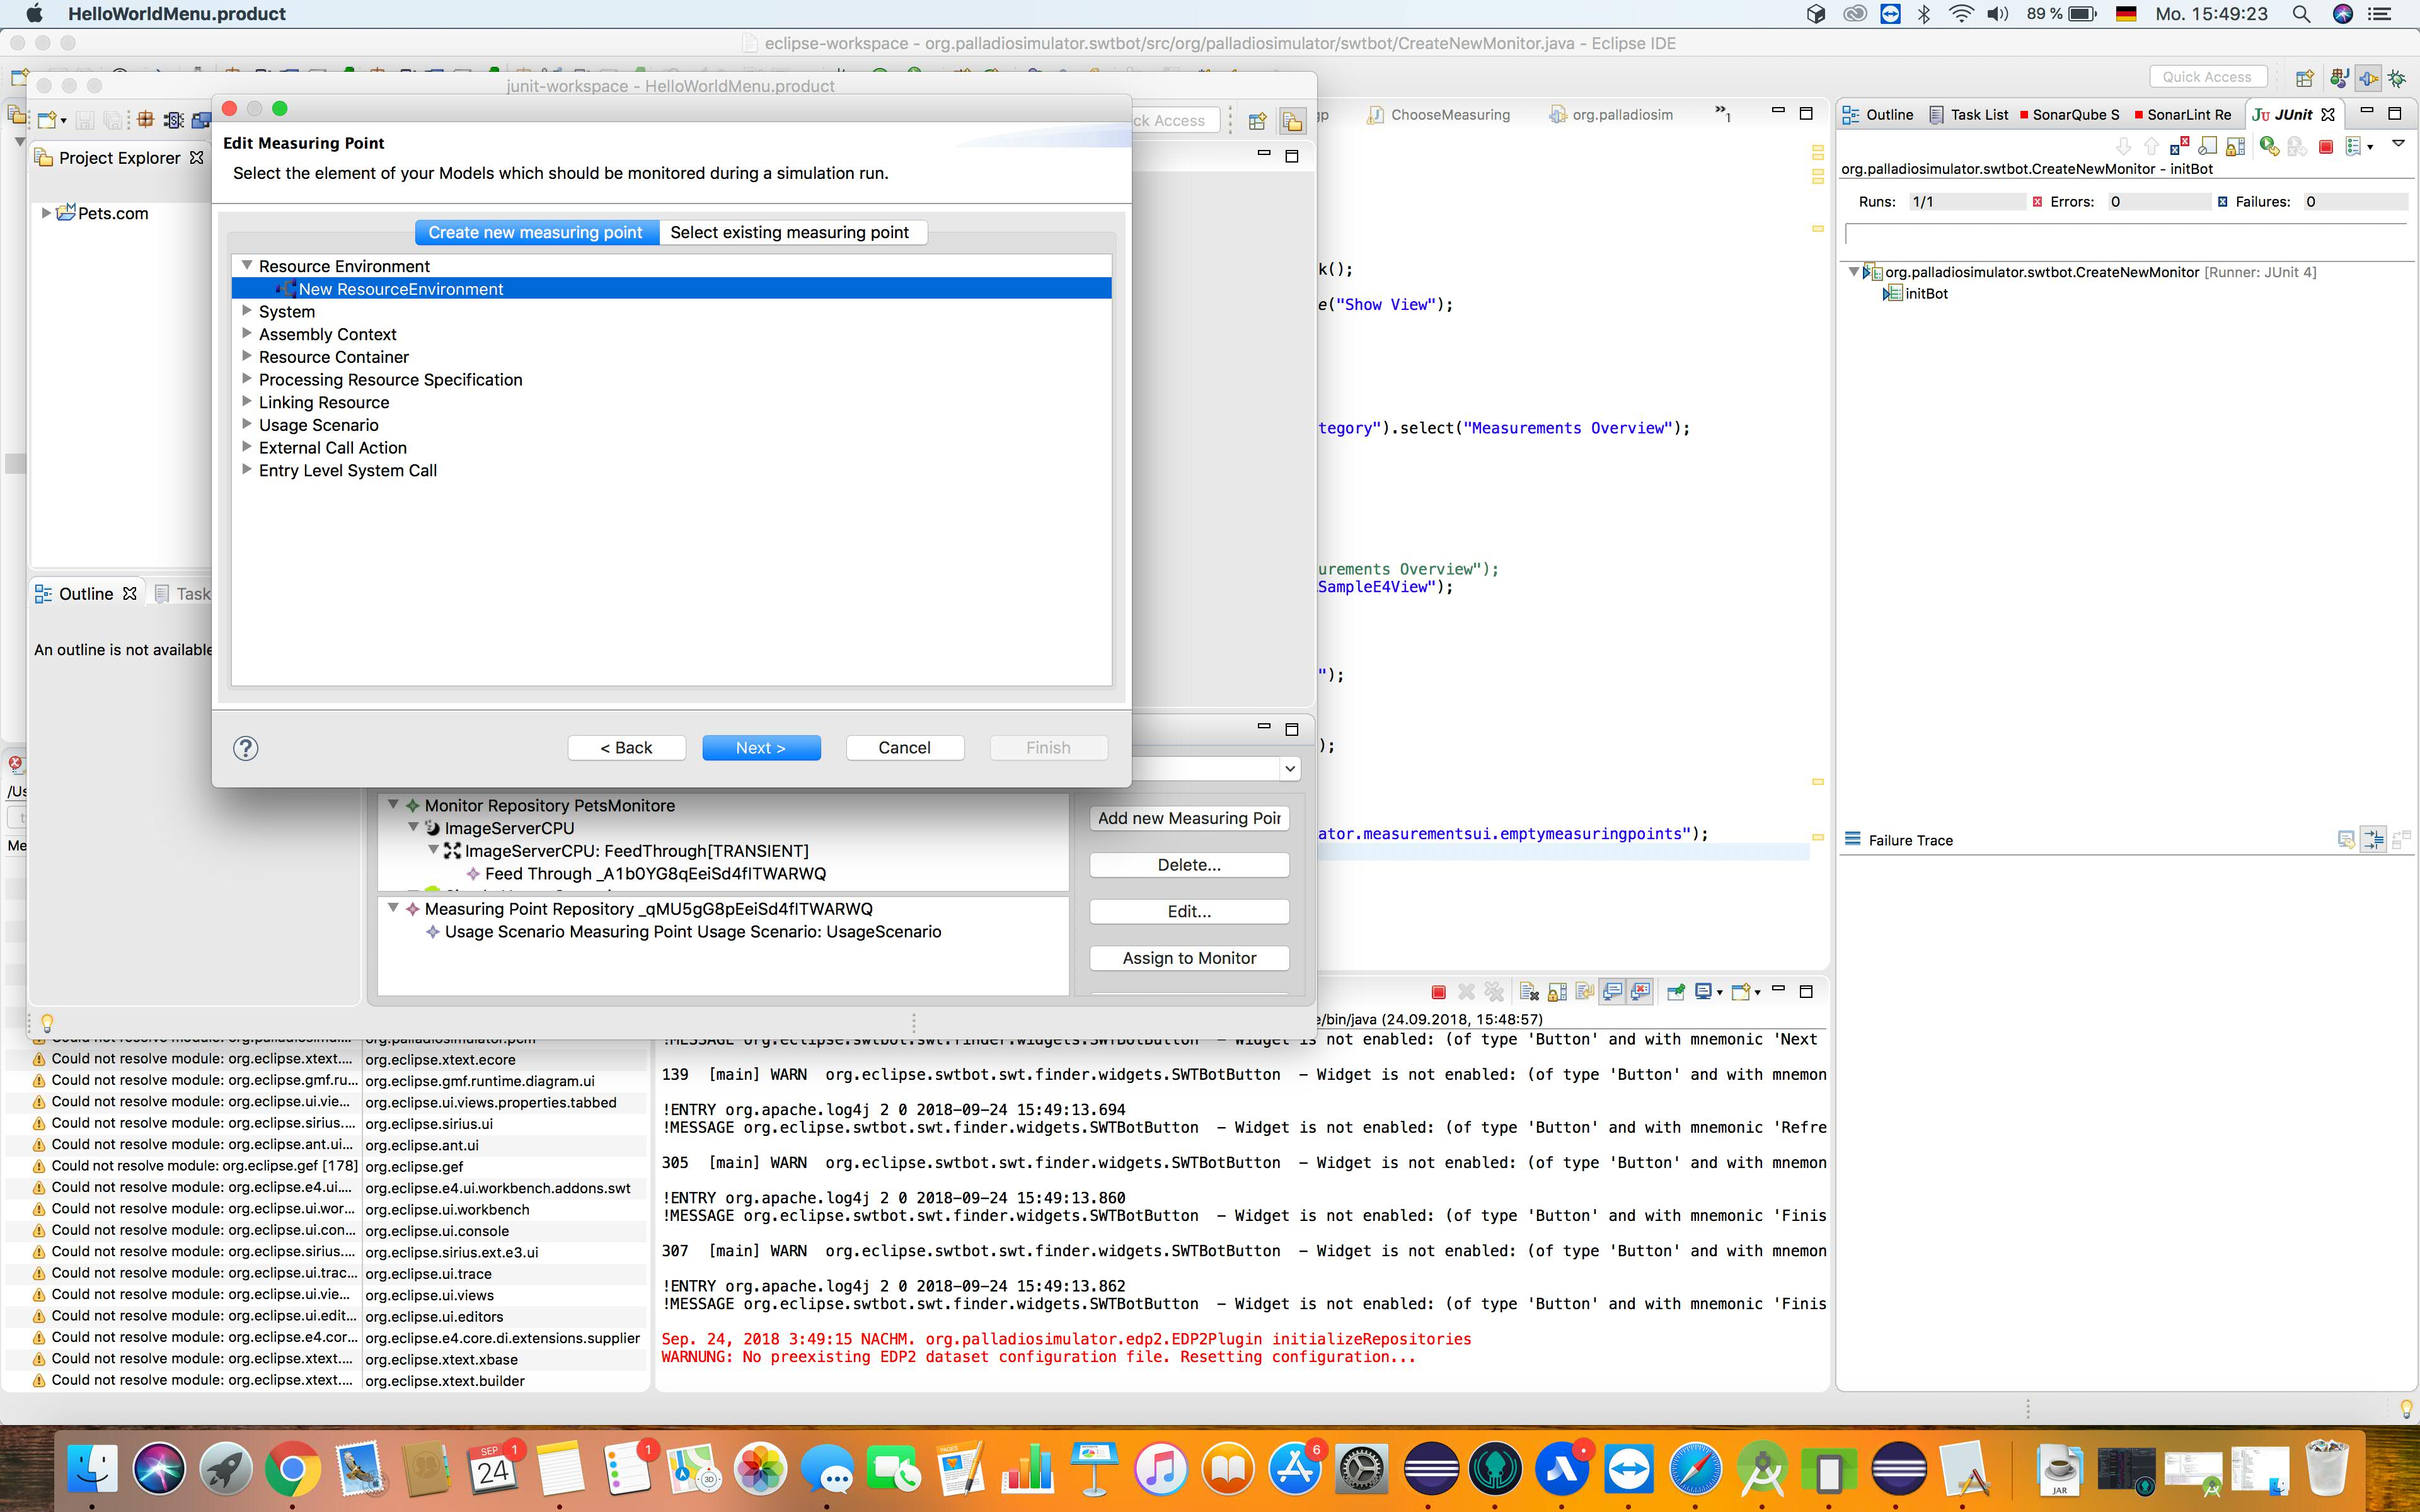 HelloWorldMenu.product
89 %
Mo. 15:49:23
eclipse-workspace - org.palladiosimulator.swtbot/src/org/palladiosimulator/swtbot/CreateNewMonitor.java - Eclipse IDE
Quick Access
junit-workspace - HelloWorldMenu.product
Project Explorer
Pets.com
Outline
Task
An outline is not available
Edit Measuring Point
Select the element of your Models which should be monitored during a simulation run.
Create new measuring point
Select existing measuring point
Resource Environment
New ResourceEnvironment
System
Assembly Context
Resource Container
Processing Resource Specification
Linking Resource
Usage Scenario
External Call Action
Entry Level System Call
?
< Back
Next >
Cancel
Finish
ck Access
ChooseMeasuring
org.palladiosim
»1
k();
e("Show View");
tegory").select("Measurements Overview");
urements Overview");
SampleE4View");
");
);
ator.measurementsui.emptymeasuringpoints");
Outline
Task List
SonarQube S
SonarLint Re
JUnit
org.palladiosimulator.swtbot.CreateNewMonitor - initBot
Runs: 1/1
Errors: 0
Failures: 0
org.palladiosimulator.swtbot.CreateNewMonitor [Runner: JUnit 4]
initBot
Failure Trace
/Us
Me
Monitor Repository PetsMonitore
ImageServerCPU
ImageServerCPU: FeedThrough[TRANSIENT]
Feed Through _A1b0YG8qEeiSd4fITWARWQ
Measuring Point Repository _qMU5gG8pEeiSd4fITWARWQ
Usage Scenario Measuring Point Usage Scenario: UsageScenario
Add new Measuring Poir
Delete...
Edit...
Assign to Monitor
Could not resolve module: org.palladiosimul... org.palladiosimulator.pcm
Could not resolve module: org.eclipse.xtext.... org.eclipse.xtext.ecore
Could not resolve module: org.eclipse.gmf.ru... org.eclipse.gmf.runtime.diagram.ui
Could not resolve module: org.eclipse.ui.vie... org.eclipse.ui.views.properties.tabbed
Could not resolve module: org.eclipse.sirius.... org.eclipse.sirius.ui
Could not resolve module: org.eclipse.ant.ui... org.eclipse.ant.ui
Could not resolve module: org.eclipse.gef [178] org.eclipse.gef
Could not resolve module: org.eclipse.e4.ui.... org.eclipse.e4.ui.workbench.addons.swt
Could not resolve module: org.eclipse.ui.wor... org.eclipse.ui.workbench
Could not resolve module: org.eclipse.ui.con... org.eclipse.ui.console
Could not resolve module: org.eclipse.sirius.... org.eclipse.sirius.ext.e3.ui
Could not resolve module: org.eclipse.ui.trac... org.eclipse.ui.trace
Could not resolve module: org.eclipse.ui.vie... org.eclipse.ui.views
Could not resolve module: org.eclipse.ui.edit... org.eclipse.ui.editors
Could not resolve module: org.eclipse.e4.cor... org.eclipse.e4.core.di.extensions.supplier
Could not resolve module: org.eclipse.xtext.... org.eclipse.xtext.xbase
Could not resolve module: org.eclipse.xtext.... org.eclipse.xtext.builder
e/bin/java (24.09.2018, 15:48:57)
!MESSAGE org.eclipse.swtbot.swt.finder.widgets.SWTBotButton – Widget is not enabled: (of type 'Button' and with mnemonic 'Next
139 [main] WARN org.eclipse.swtbot.swt.finder.widgets.SWTBotButton – Widget is not enabled: (of type 'Button' and with mnemon
!ENTRY org.apache.log4j 2 0 2018-09-24 15:49:13.694
!MESSAGE org.eclipse.swtbot.swt.finder.widgets.SWTBotButton – Widget is not enabled: (of type 'Button' and with mnemonic 'Refre
305 [main] WARN org.eclipse.swtbot.swt.finder.widgets.SWTBotButton – Widget is not enabled: (of type 'Button' and with mnemon
!ENTRY org.apache.log4j 2 0 2018-09-24 15:49:13.860
!MESSAGE org.eclipse.swtbot.swt.finder.widgets.SWTBotButton – Widget is not enabled: (of type 'Button' and with mnemonic 'Finis
307 [main] WARN org.eclipse.swtbot.swt.finder.widgets.SWTBotButton – Widget is not enabled: (of type 'Button' and with mnemon
!ENTRY org.apache.log4j 2 0 2018-09-24 15:49:13.862
!MESSAGE org.eclipse.swtbot.swt.finder.widgets.SWTBotButton – Widget is not enabled: (of type 'Button' and with mnemonic 'Finis
Sep. 24, 2018 3:49:15 NACHM. org.palladiosimulator.edp2.EDP2Plugin initializeRepositories
WARNUNG: No preexisting EDP2 dataset configuration file. Resetting configuration...
SEP
24
1
1
3D
PAGES
6
JAR